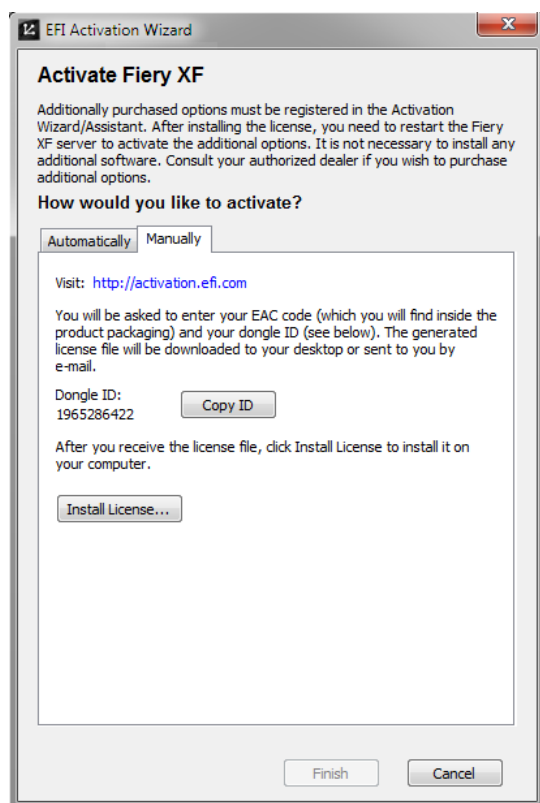 EFI Activation Wizard
Activate Fiery XF
Additionally purchased options must be registered in the Activation
Wizard/Assistant. After installing the license, you need to restart the Fiery
XF server to activate the additional options. It is not necessary to install any
additional software. Consult your authorized dealer if you wish to purchase
additional options.
How would you like to activate?
Automatically Manually
Visit: http://activation.efi.com
You will be asked to enter your EAC code (which you will find inside the
product packaging) and your dongle ID (see below). The generated
license file will be downloaded to your desktop or sent to you by
e-mail.
Dongle ID:
1965286422
Copy ID
After you receive the license file, click Install License to install it on
your computer.
Install License...
Finish Cancel